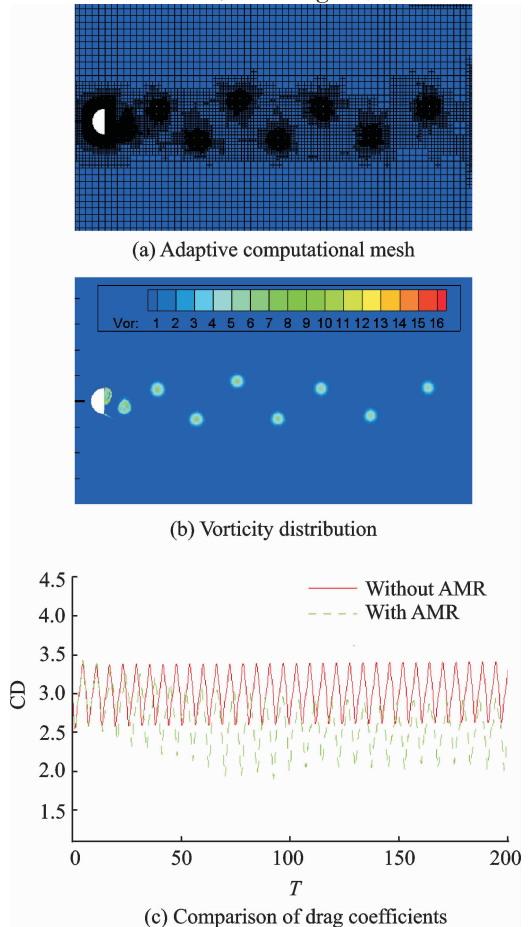 (a) Adaptive computational mesh
Vor: 1 2 3 4 5 6 7 8 9 10 11 12 13 14 15 16
(b) Vorticity distribution
4.5
Without AMR
4.0
With AMR
3.5
CD
3.0
2.5
2.0
1.5
0 50 100 150 200
T
(c) Comparison of drag coefficients